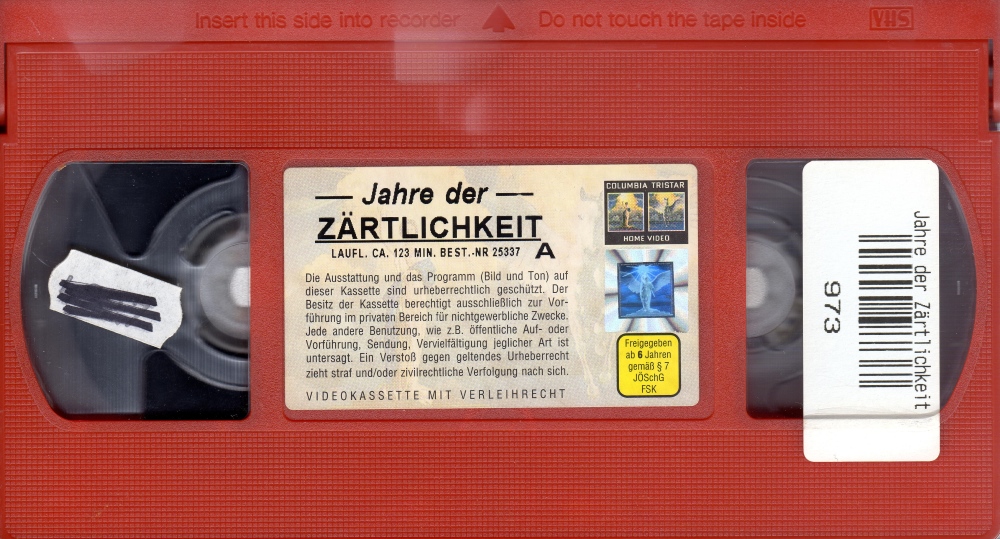 Insert this side into recorder Do not touch the tape inside
VHS
Jahre der
ZÄRTLICHKEIT
LAUFL. CA. 123 MIN. BEST.-NR 25337 A
Die Ausstattung und das Programm (Bild und Ton) auf
dieser Kassette sind urheberrechtlich geschützt. Der
Besitz der Kassette berechtigt ausschließlich zur Vor-
führung im privaten Bereich für nichtgewerbliche Zwecke.
Jede andere Benutzung, wie z.B. öffentliche Auf- oder
Vorführung, Sendung, Vervielfältigung jeglicher Art ist
untersagt. Ein Verstoß gegen geltendes Urheberrecht
zieht straf und/oder zivilrechtliche Verfolgung nach sich.
VIDEOKASSETTE MIT VERLEIHRECHT
COLUMBIA TRISTAR
HOME VIDEO
Freigegeben
ab 6 Jahren
gemäß § 7
JÖSchG
FSK
Jahre der Zärtlichkeit
973